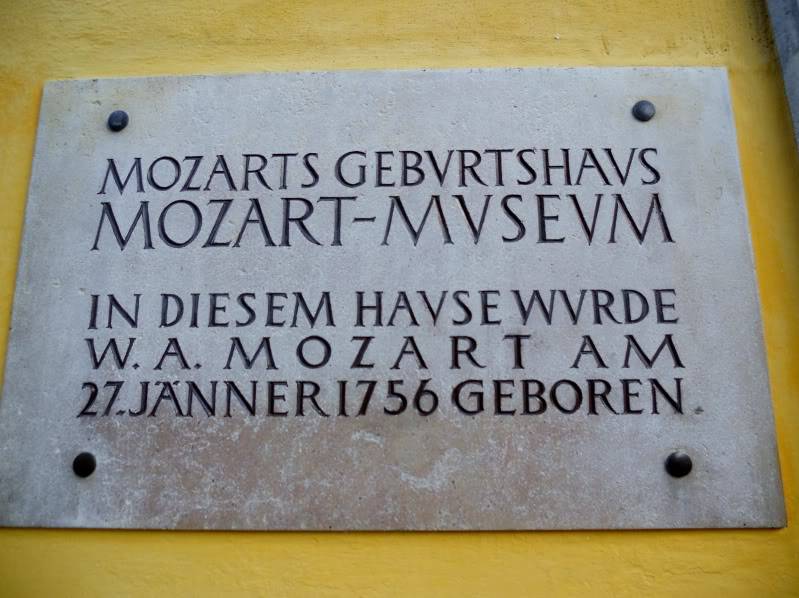 MOZARTS GEBVRTSHAVS
MOZART-MVSEVM
IN DIESEM HAVSE WVRDE
W. A. MOZART AM
27. JÄNNER 1756 GEBOREN